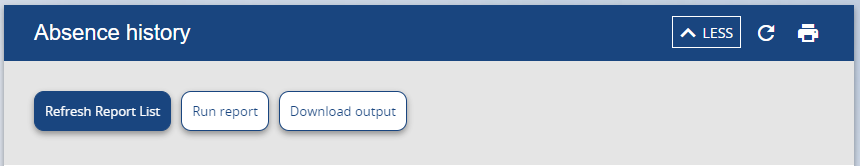 Absence history
LESS
Refresh Report List
Run report
Download output